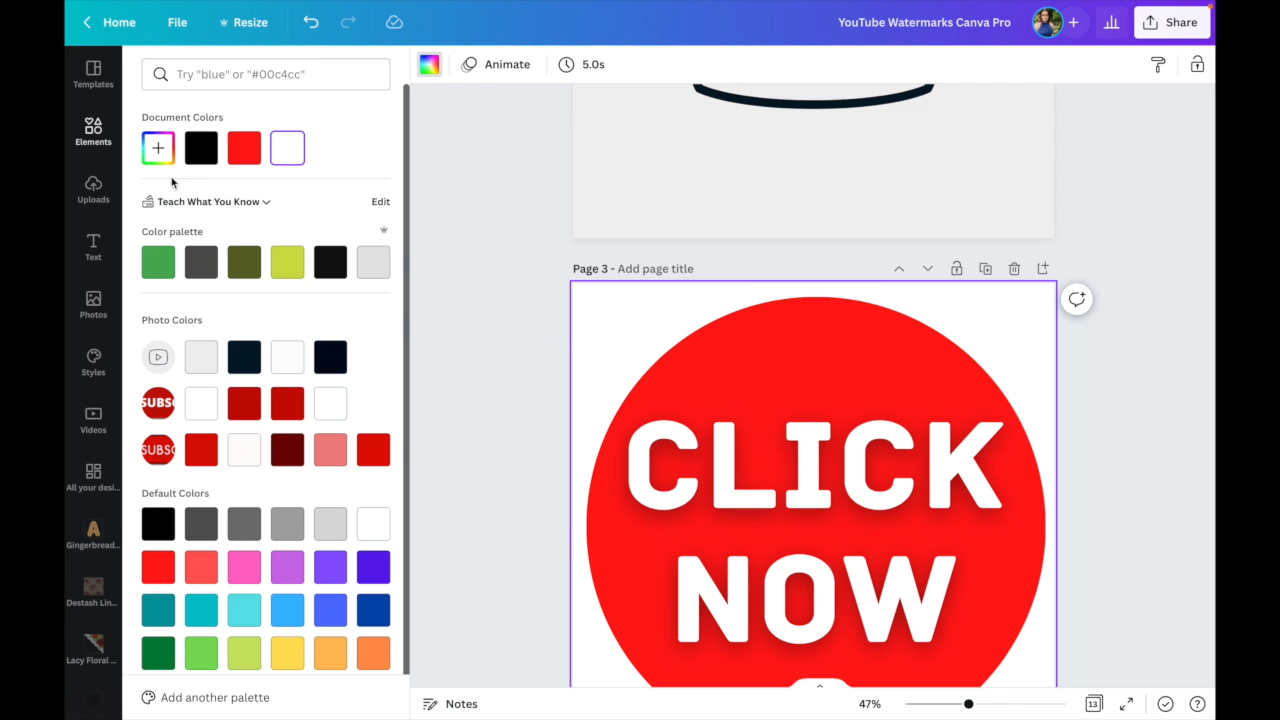 Home
File
Resize
YouTube Watermarks Canva Pro
Share
Templates
Elements
Uploads
Text
Photos
Styles
Videos
All your desi...
Gingerbread...
Destash Lin...
Lacy Floral ...
Try "blue" or "#00c4cc"
Document Colors
Teach What You Know
Edit
Color palette
Photo Colors
SUBSC
SUBSC
Default Colors
Add another palette
Animate
5.0s
Page 3 - Add page title
CLICK
NOW
Notes
47%
13